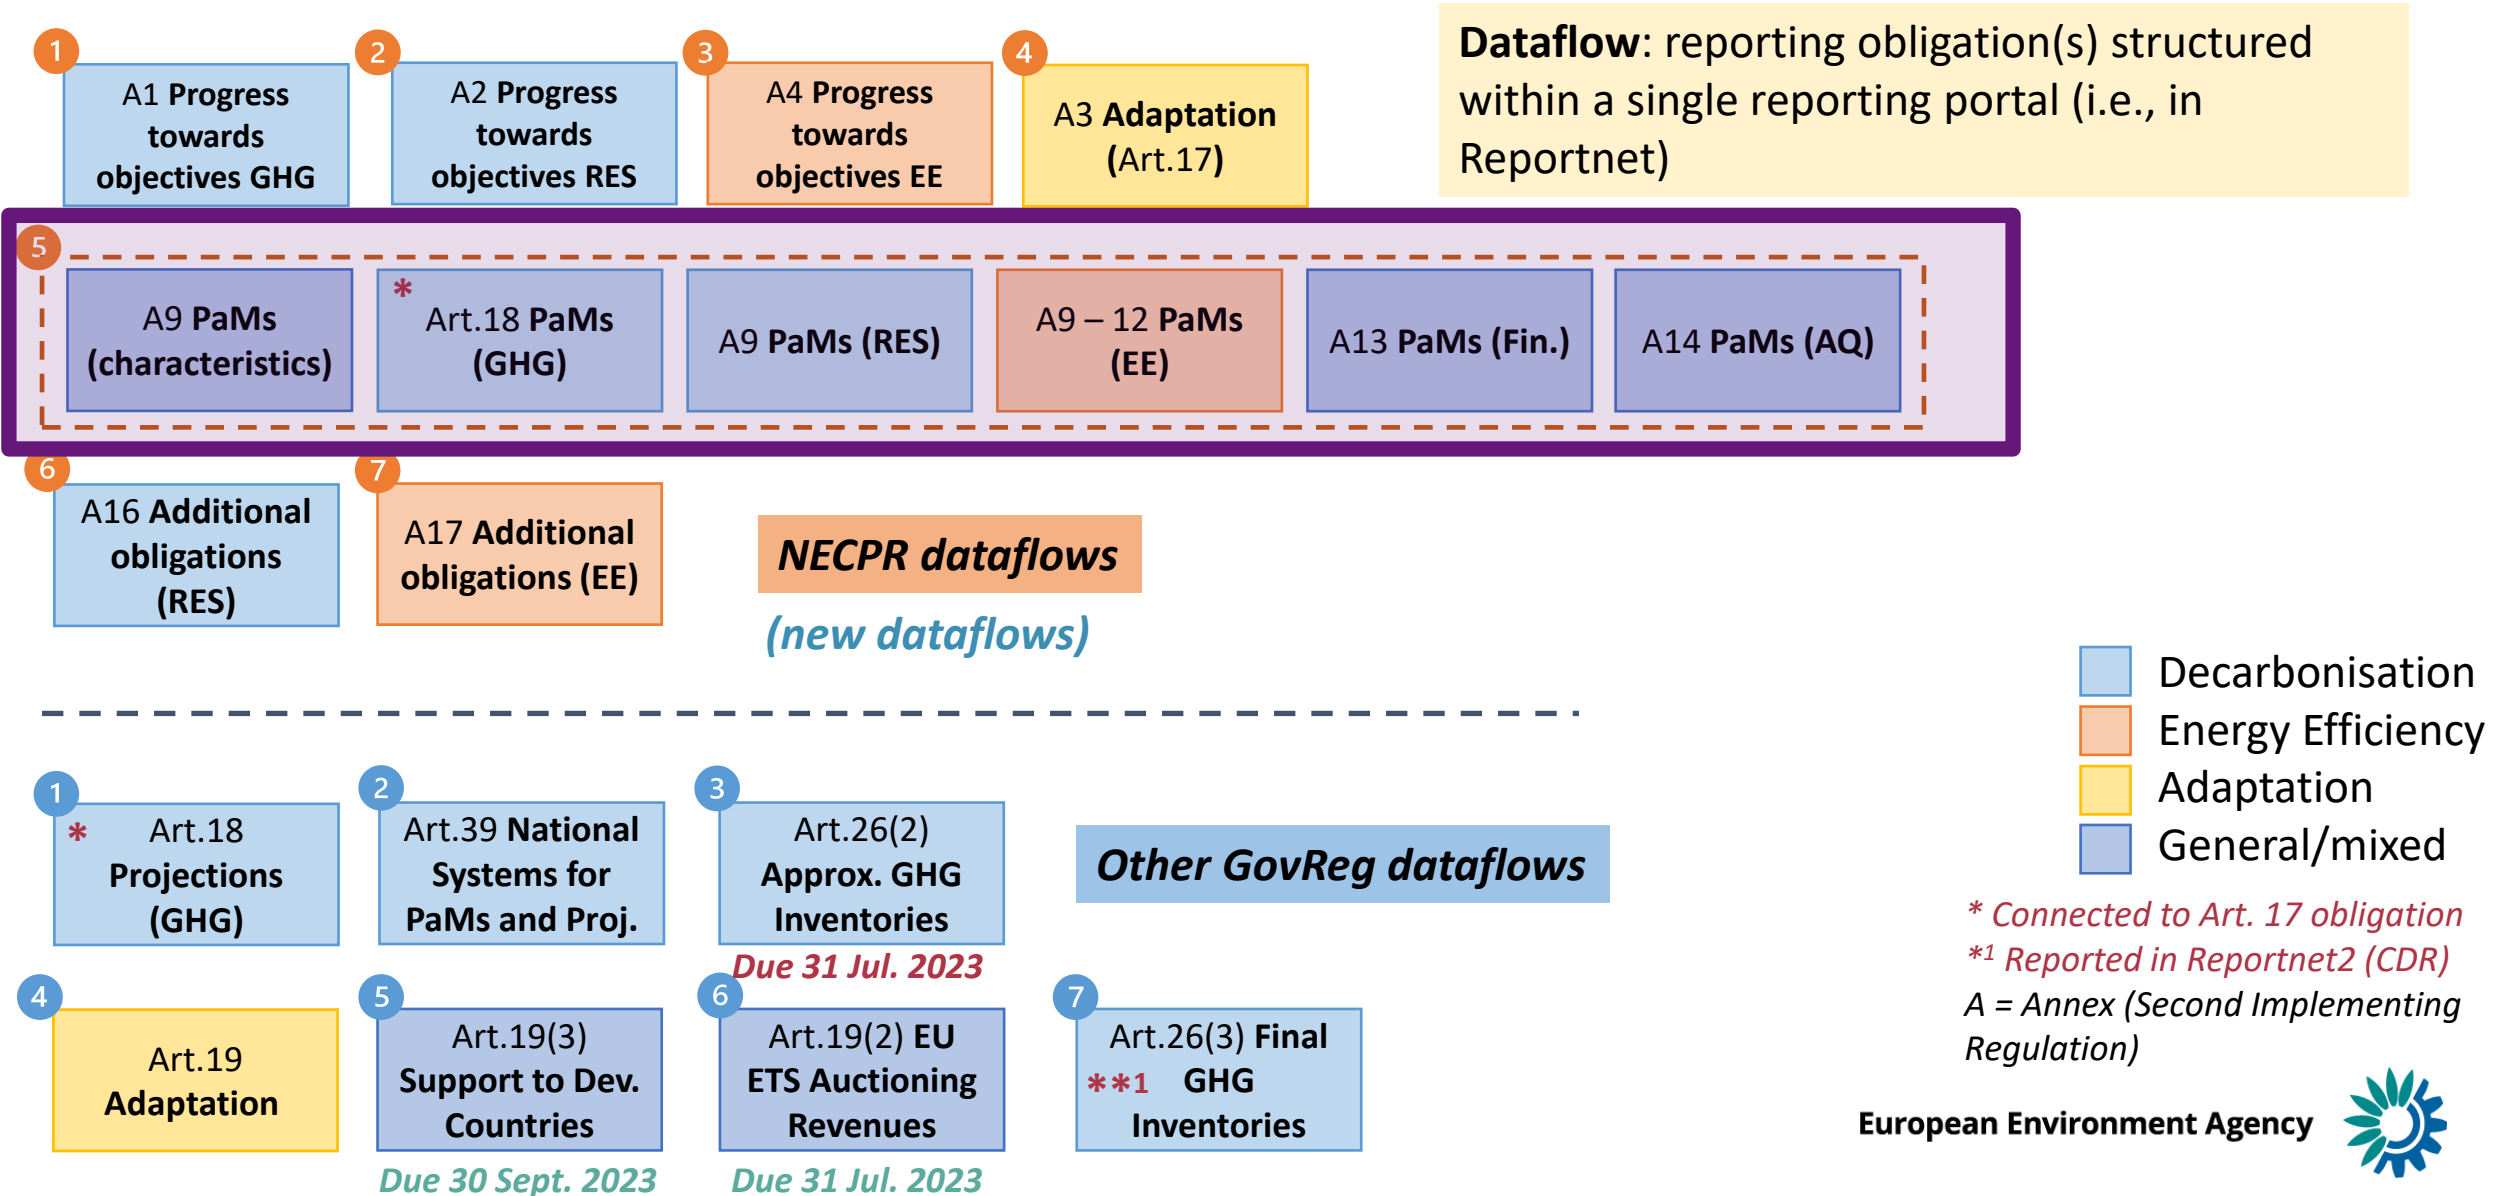 1
A1 Progress
towards
objectives GHG
2
A2 Progress
towards
objectives RES
3
A4 Progress
towards
objectives EE
4
A3 Adaptation
(Art.17)
Dataflow: reporting obligation(s) structured
within a single reporting portal (i.e., in
Reportnet)
5
A9 PaMs
(characteristics)
*
Art.18 PaMs
(GHG)
A9 PaMs (RES)
A9 – 12 PaMs
(EE)
A13 PaMs (Fin.)
A14 PaMs (AQ)
6
A16 Additional
obligations
(RES)
7
A17 Additional
obligations (EE)
NECPR dataflows
(new dataflows)
Decarbonisation
Energy Efficiency
Adaptation
General/mixed
1
* Art.18
Projections
(GHG)
2
Art.39 National
Systems for
PaMs and Proj.
3
Art.26(2)
Approx. GHG
Inventories
Due 31 Jul. 2023
Other GovReg dataflows
* Connected to Art. 17 obligation
*1 Reported in Reportnet2 (CDR)
A = Annex (Second Implementing
Regulation)
4
Art.19
Adaptation
5
Art.19(3)
Support to Dev.
Countries
Due 30 Sept. 2023
6
Art.19(2) EU
ETS Auctioning
Revenues
Due 31 Jul. 2023
7
Art.26(3) Final
**1 GHG
Inventories
European Environment Agency